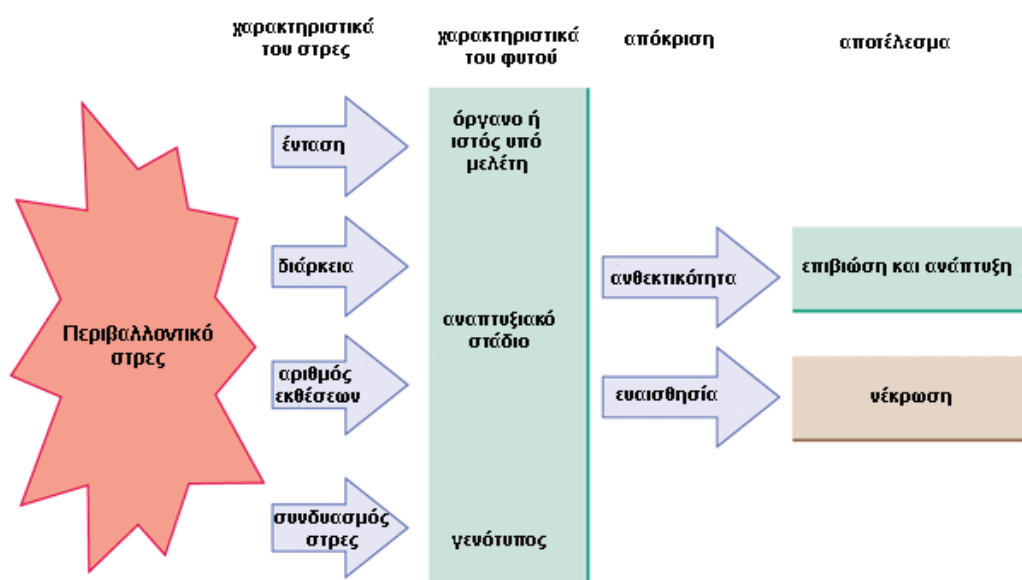 χαρακτηριστικά
του στρες
χαρακτηριστικά
του φυτού
απόκριση
αποτέλεσμα
Περιβαλλοντικό
στρες
ένταση
διάρκεια
αριθμός
εκθέσεων
συνδυασμός
στρες
όργανο ή
ιστός υπό
μελέτη
αναπτυξιακό
στάδιο
γενότυπος
ανθεκτικότητα
ευαισθησία
επιβιώση και ανάπτυξη
νέκρωση